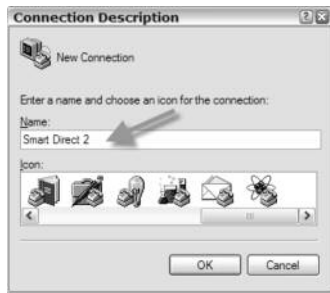 Connection Description
New Connection
Enter a name and choose an icon for the connection:
Name:
Smart Direct 2
Icon:
OK
Cancel